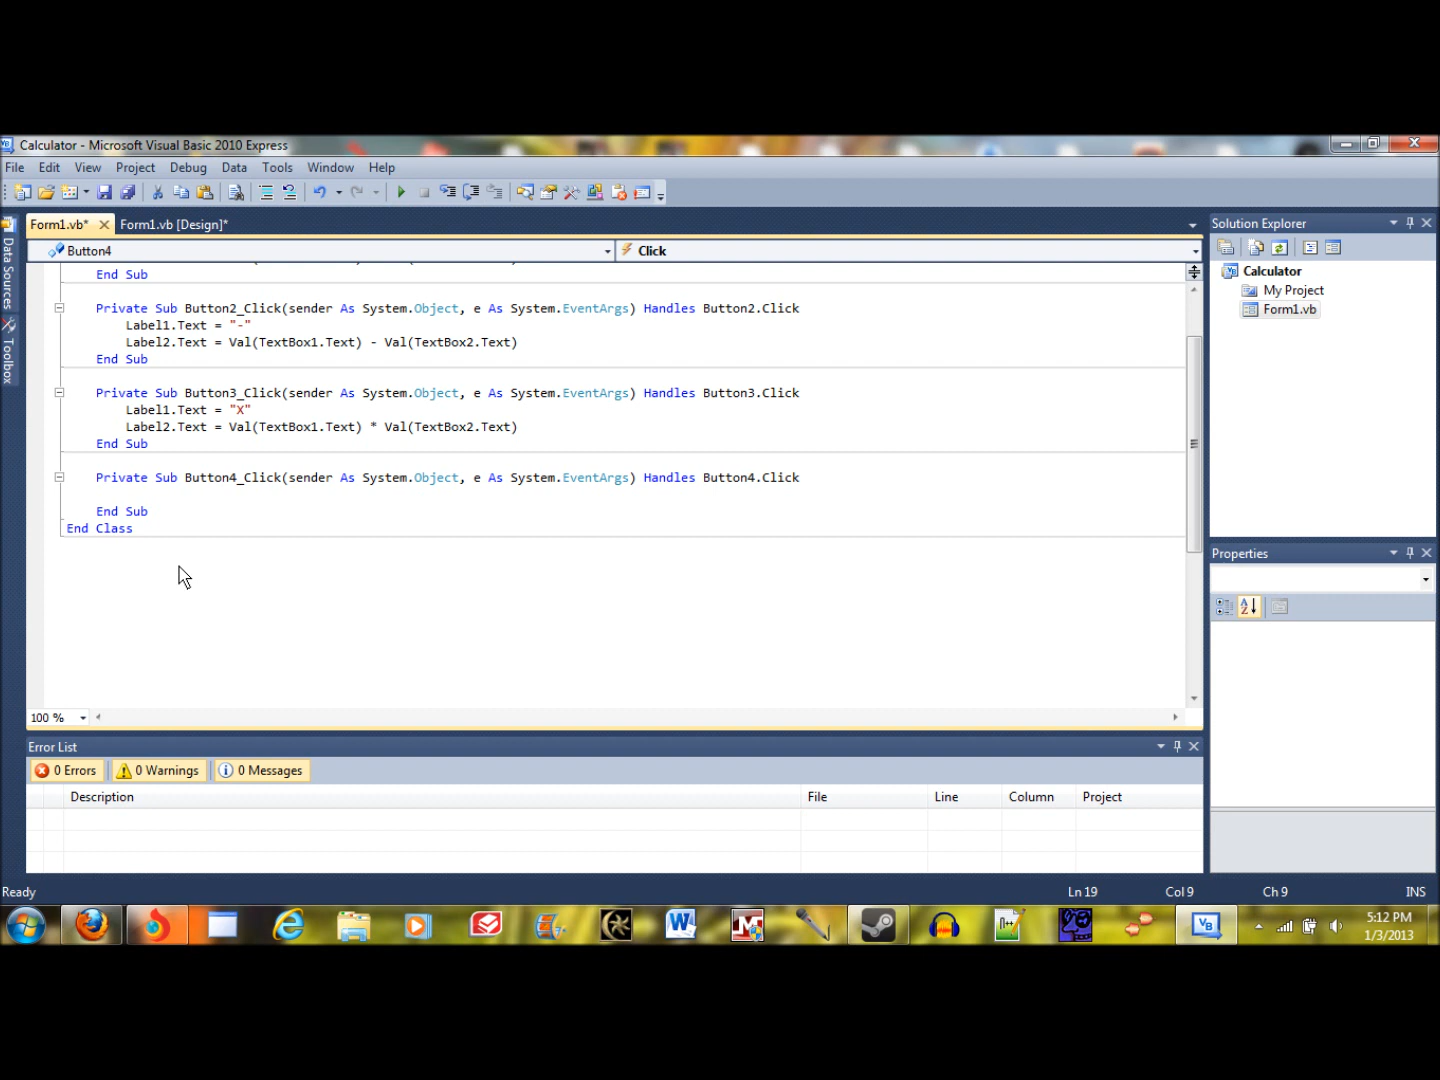 Calculator - Microsoft Visual Basic 2010 Express
File Edit View Project Debug Data Tools Window Help
Form1.vb* Form1.vb [Design]*
Button4 Click
Data Sources
Toolbox
End Sub
Private Sub Button2_Click(sender As System.Object, e As System.EventArgs) Handles Button2.Click
Label1.Text = "-"
Label2.Text = Val(TextBox1.Text) - Val(TextBox2.Text)
End Sub
Private Sub Button3_Click(sender As System.Object, e As System.EventArgs) Handles Button3.Click
Label1.Text = "X"
Label2.Text = Val(TextBox1.Text) * Val(TextBox2.Text)
End Sub
Private Sub Button4_Click(sender As System.Object, e As System.EventArgs) Handles Button4.Click
End Sub
End Class
100 %
Solution Explorer
Calculator
My Project
Form1.vb
Properties
Error List
0 Errors 0 Warnings 0 Messages
Description File Line Column Project
Ready Ln 19 Col 9 Ch 9 INS
5:12 PM
1/3/2013